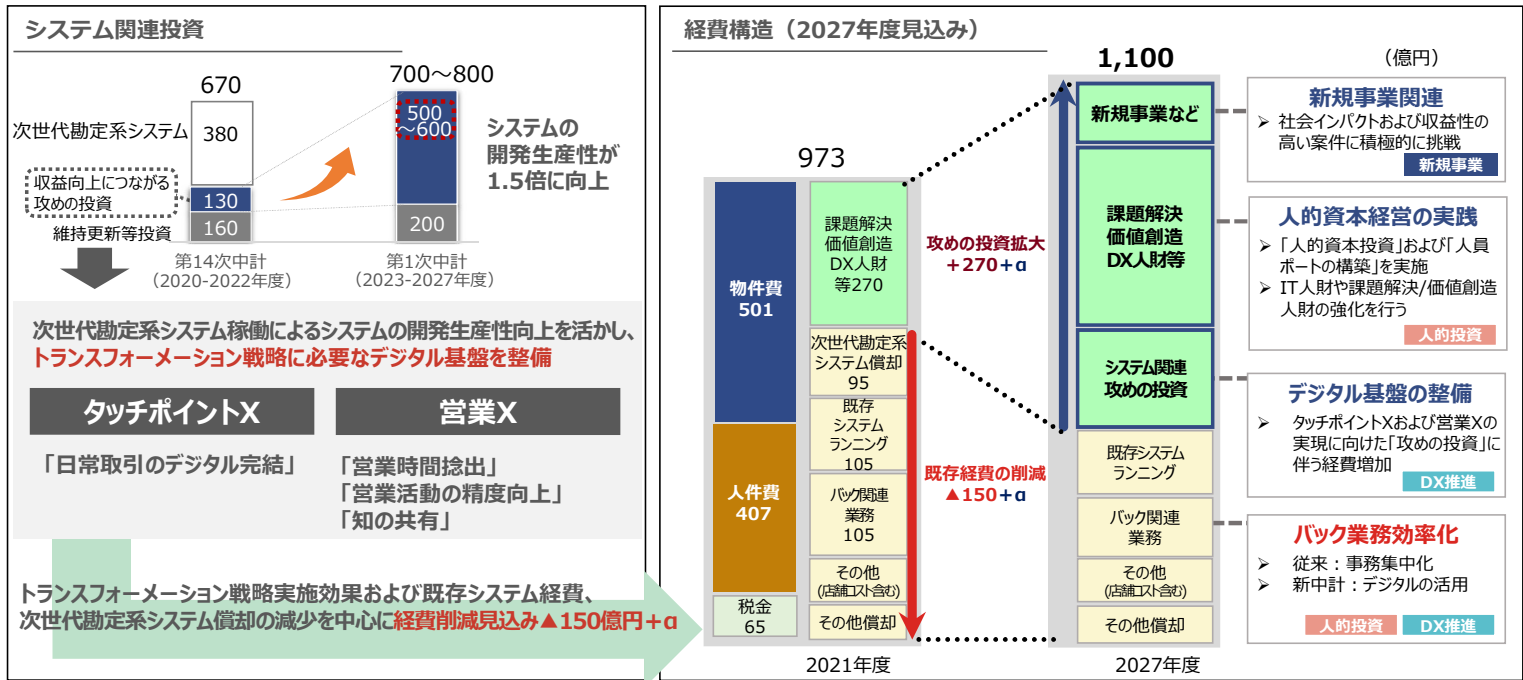 システム関連投資
670
700～800
次世代勘定系システム
380
500
～600
システムの
開発生産性が
1.5倍に向上
収益向上につながる
攻めの投資
130
維持更新等投資
160
200
第14次中計
(2020-2022年度)
第1次中計
(2023-2027年度)
次世代勘定系システム稼働によるシステムの開発生産性向上を活かし、
トランスフォーメーション戦略に必要なデジタル基盤を整備
タッチポイントX
営業X
「日常取引のデジタル完結」
「営業時間捻出」
「営業活動の精度向上」
「知の共有」
トランスフォーメーション戦略実施効果および既存システム経費、
次世代勘定系システム償却の減少を中心に経費削減見込み▲150億円＋α
経費構造（2027年度見込み）
(億円)
973
物件費
501
人件費
407
税金
65
課題解決
価値創造
DX人財
等270
次世代勘定系
システム償却
95
既存
システム
ランニング
105
バック関連
業務
105
その他
(店舗コスト含む)
その他償却
2021年度
攻めの投資拡大
＋270+α
既存経費の削減
▲150+α
1,100
新規事業など
課題解決
価値創造
DX人財等
システム関連
攻めの投資
既存システム
ランニング
バック関連
業務
その他
(店舗コスト含む)
その他償却
2027年度
新規事業関連
➢ 社会インパクトおよび収益性の
高い案件に積極的に挑戦
新規事業
人的資本経営の実践
➢ 「人的資本投資」および「人員
ポートの構築」を実施
➢ IT人財や課題解決/価値創造
人財の強化を行う
人的投資
デジタル基盤の整備
➢ タッチポイントXおよび営業Xの
実現に向けた「攻めの投資」に
伴う経費増加
DX推進
バック業務効率化
➢ 従来：事務集中化
➢ 新中計：デジタルの活用
人的投資
DX推進